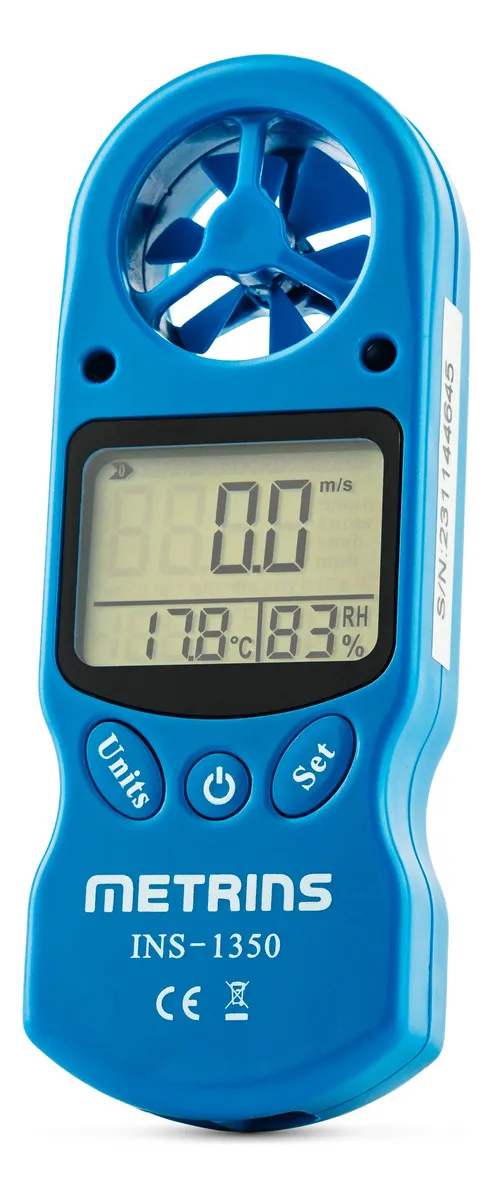 0.0 m/s
17.8 °C 83 RH %
S/N:231144645
Units
Set
METRINS
INS-1350
CE